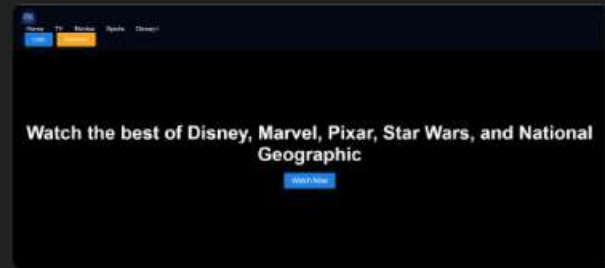 Home TV Movies Sports Disney+
Watch the best of Disney, Marvel, Pixar, Star Wars, and National
Geographic
Watch Now